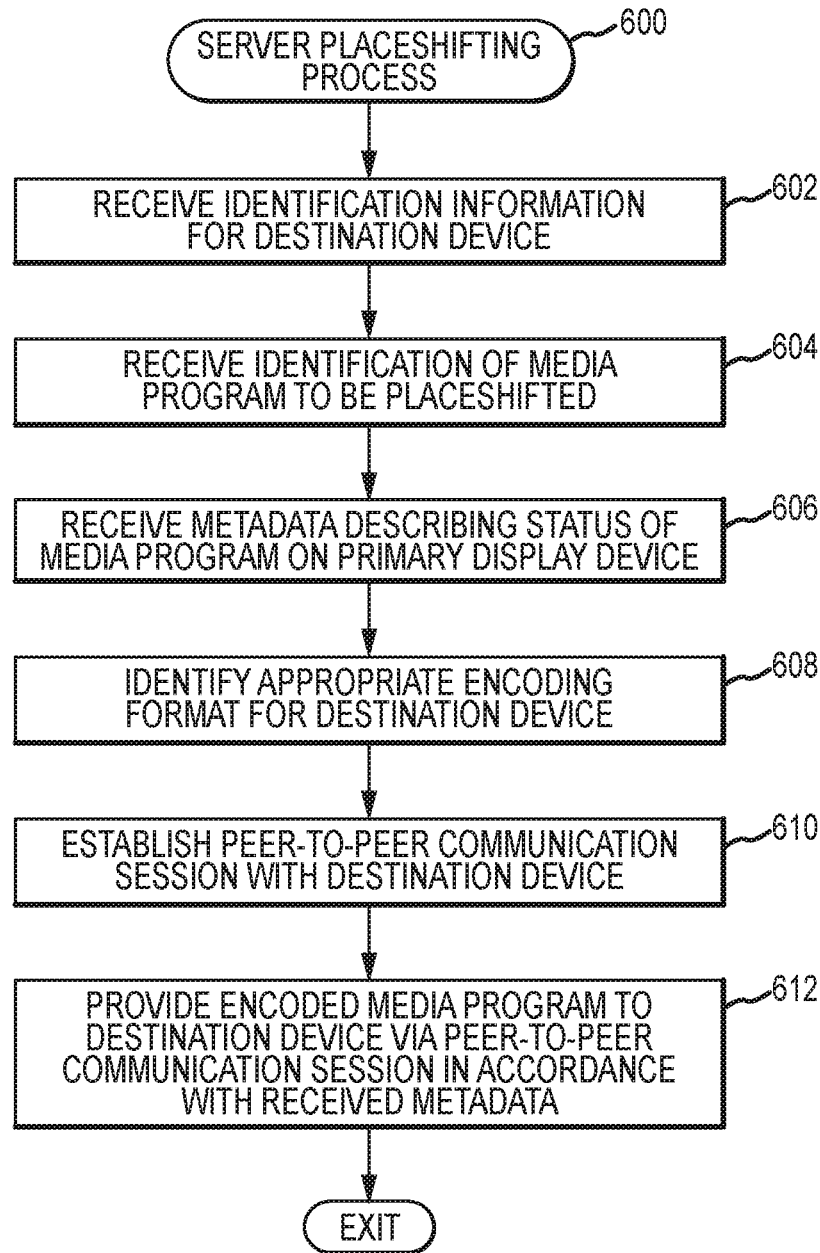 SERVER PLACESHIFTING
PROCESS
600
RECEIVE IDENTIFICATION INFORMATION
FOR DESTINATION DEVICE
602
RECEIVE IDENTIFICATION OF MEDIA
PROGRAM TO BE PLACESHIFTED
604
RECEIVE METADATA DESCRIBING STATUS OF
MEDIA PROGRAM ON PRIMARY DISPLAY DEVICE
606
IDENTIFY APPROPRIATE ENCODING
FORMAT FOR DESTINATION DEVICE
608
ESTABLISH PEER-TO-PEER COMMUNICATION
SESSION WITH DESTINATION DEVICE
610
PROVIDE ENCODED MEDIA PROGRAM TO
DESTINATION DEVICE VIA PEER-TO-PEER
COMMUNICATION SESSION IN ACCORDANCE
WITH RECEIVED METADATA
612
EXIT